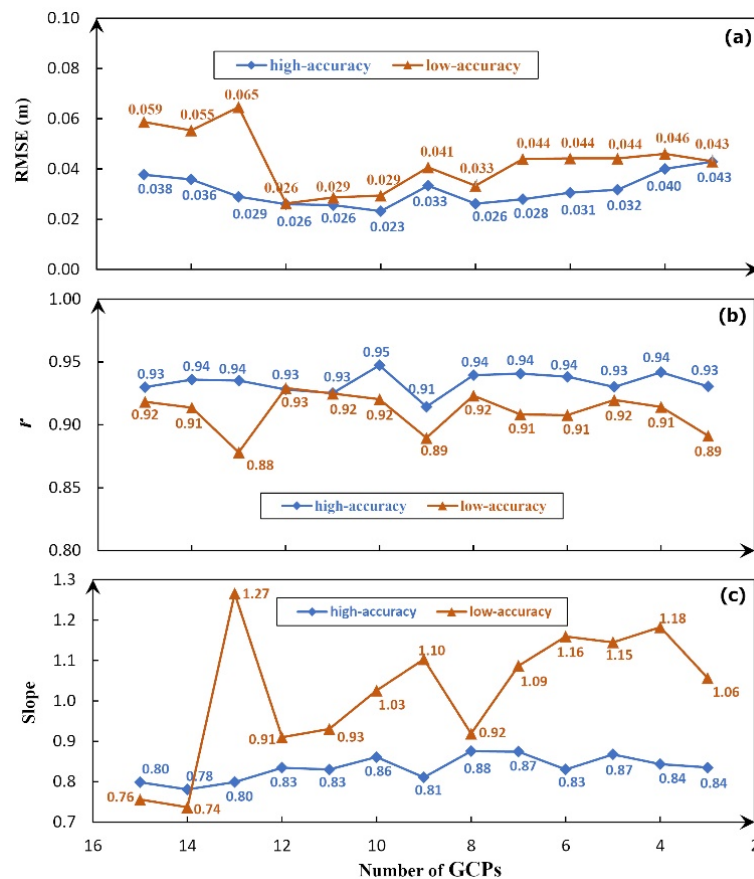 (a)
high-accuracy low-accuracy
RMSE (m)
0.10
0.08
0.06
0.04
0.02
0.00
0.059 0.055 0.065 0.026 0.029 0.029 0.041 0.033 0.044 0.044 0.044 0.046 0.043
0.038 0.036 0.029 0.026 0.026 0.023 0.033 0.026 0.028 0.031 0.032 0.040 0.043
(b)
r
1.00
0.95
0.90
0.85
0.80
0.93 0.94 0.94 0.93 0.93 0.95 0.91 0.94 0.94 0.94 0.93 0.94 0.93
0.92 0.91 0.88 0.93 0.92 0.92 0.89 0.92 0.91 0.91 0.92 0.91 0.89
high-accuracy low-accuracy
(c)
high-accuracy low-accuracy
Slope
1.3
1.2
1.1
1.0
0.9
0.8
0.7
0.76 0.74 1.27 0.91 0.93 1.03 1.10 0.92 1.09 1.16 1.15 1.18 1.06
0.80 0.78 0.80 0.83 0.83 0.86 0.81 0.88 0.87 0.83 0.87 0.84 0.84
16 14 12 10 8 6 4 2
Number of GCPs